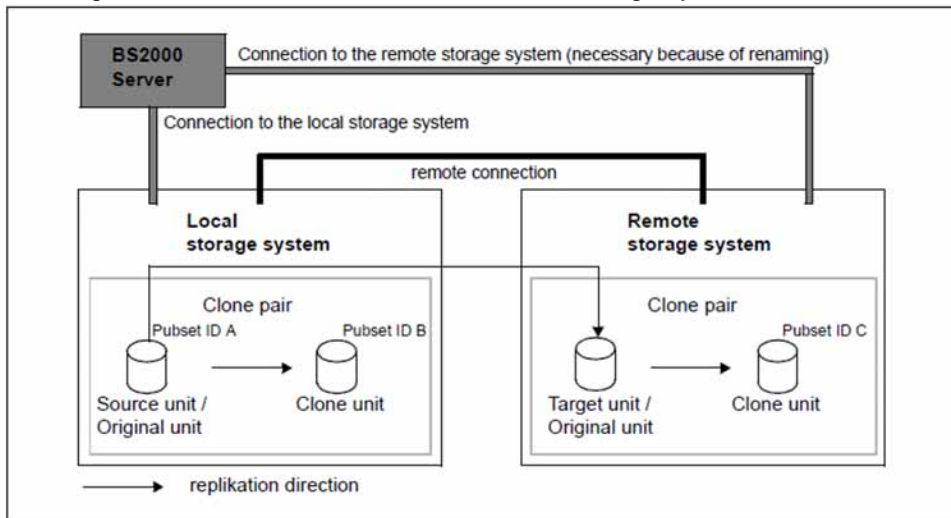 BS2000
Server
Connection to the remote storage system (necessary because of renaming)
Connection to the local storage system
remote connection
Local
storage system
Remote
storage system
Clone pair
Pubset ID A
Pubset ID B
Source unit /
Original unit
Clone unit
Clone pair
Pubset ID C
Target unit /
Original unit
Clone unit
replikation direction